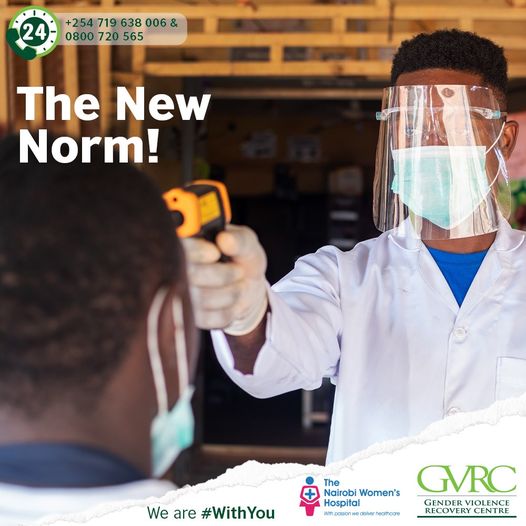 24
+254 719 638 006 &
0800 720 565
The New
Norm!
We are #WithYou
The
Nairobi Women's
Hospital
With passion we deliver healthcare
GVRC
GENDER VIOLENCE
RECOVERY CENTRE